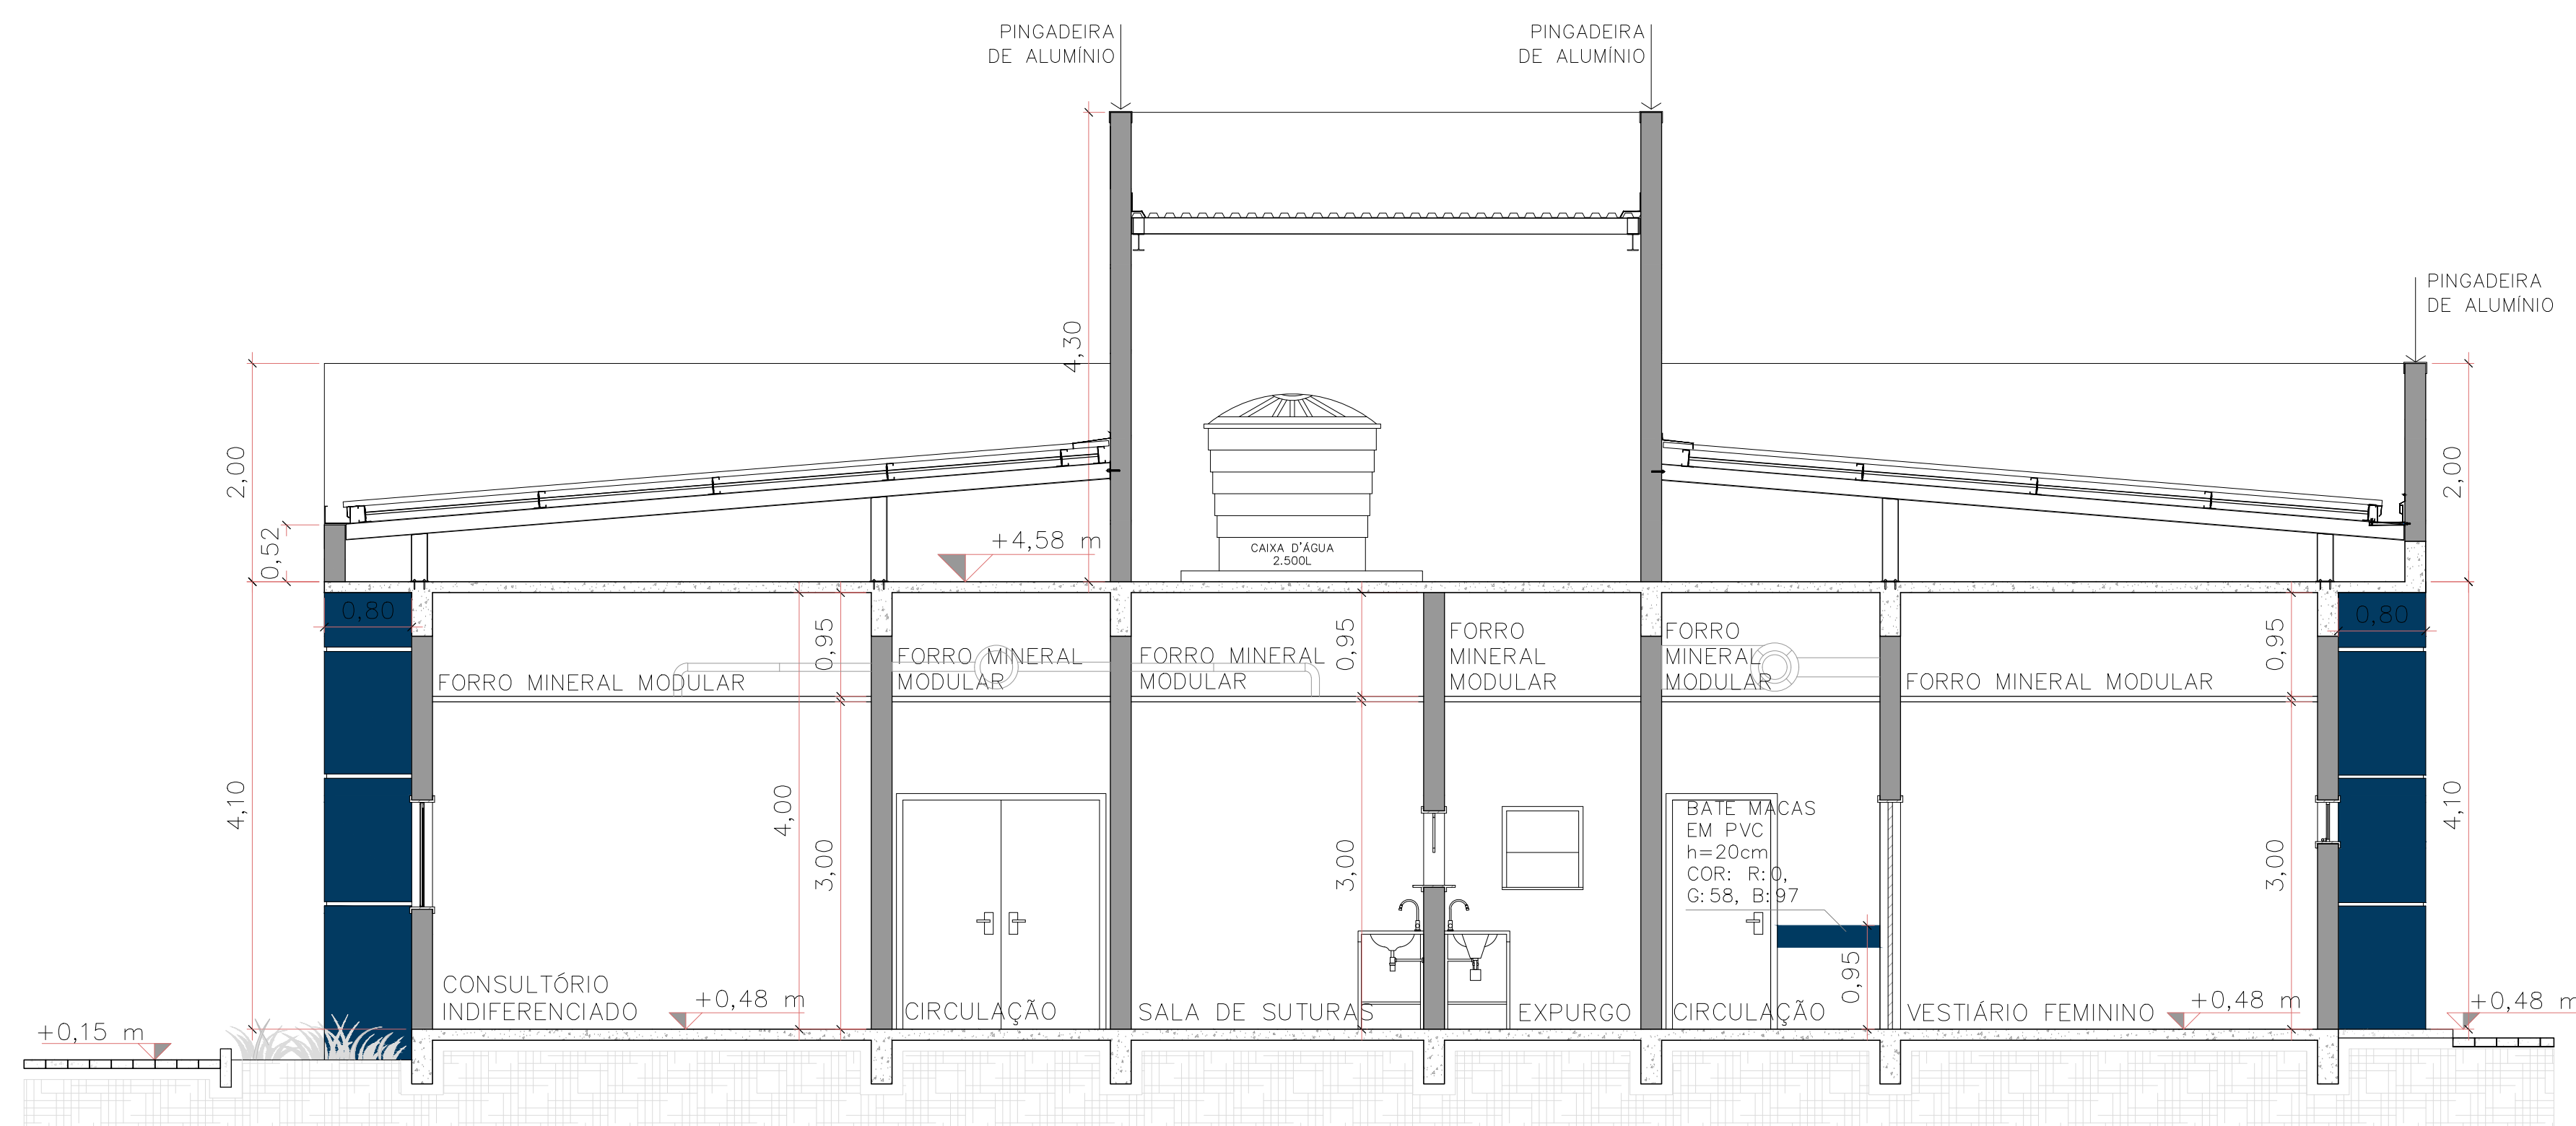 PINGADEIRA
DE ALUMÍNIO
PINGADEIRA
DE ALUMÍNIO
PINGADEIRA
DE ALUMÍNIO
4,30
2,00
2,00
0,52
+4,58 m
CAIXA D'ÁGUA
2.500L
0,80
0,80
0,95
0,95
0,95
FORRO MINERAL MODULAR
FORRO MINERAL
MODULAR
FORRO MINERAL
MODULAR
FORRO
MINERAL
MODULAR
FORRO
MINERAL
MODULAR
FORRO MINERAL MODULAR
4,10
4,00
3,00
3,00
3,00
4,10
BATE MACAS
EM PVC
h=20cm
COR: R:0,
G:58, B:97
0,95
CONSULTÓRIO
INDIFERENCIADO
+0,48 m
CIRCULAÇÃO
SALA DE SUTURAS
EXPURGO
CIRCULAÇÃO
VESTIÁRIO FEMININO
+0,48 m
+0,48 m
+0,15 m